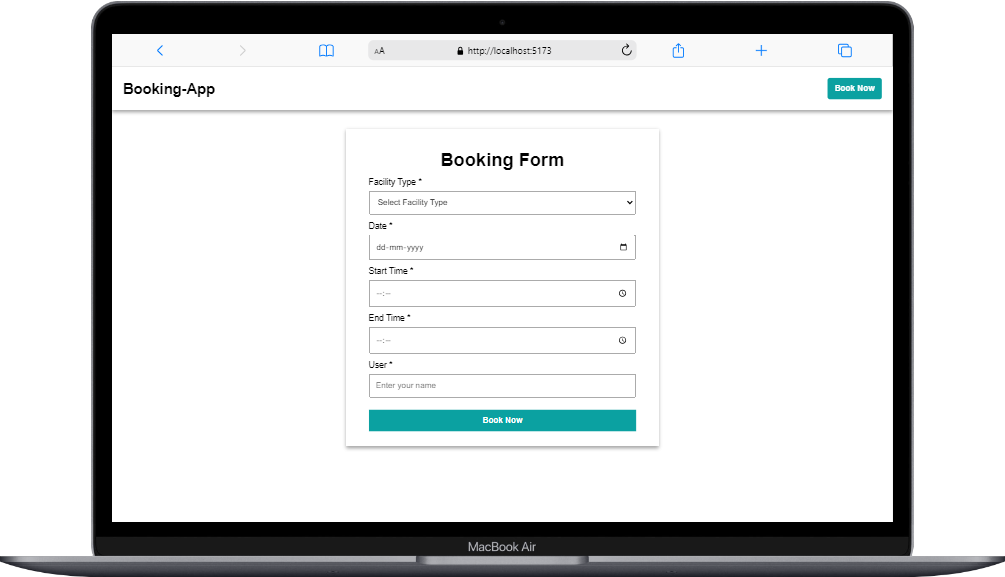 AA http://localhost:5173
Booking-App
Book Now
Booking Form
Facility Type *
Select Facility Type
Date *
dd-mm-yyyy
Start Time *
--:--
End Time *
--:--
User *
Enter your name
Book Now
MacBook Air